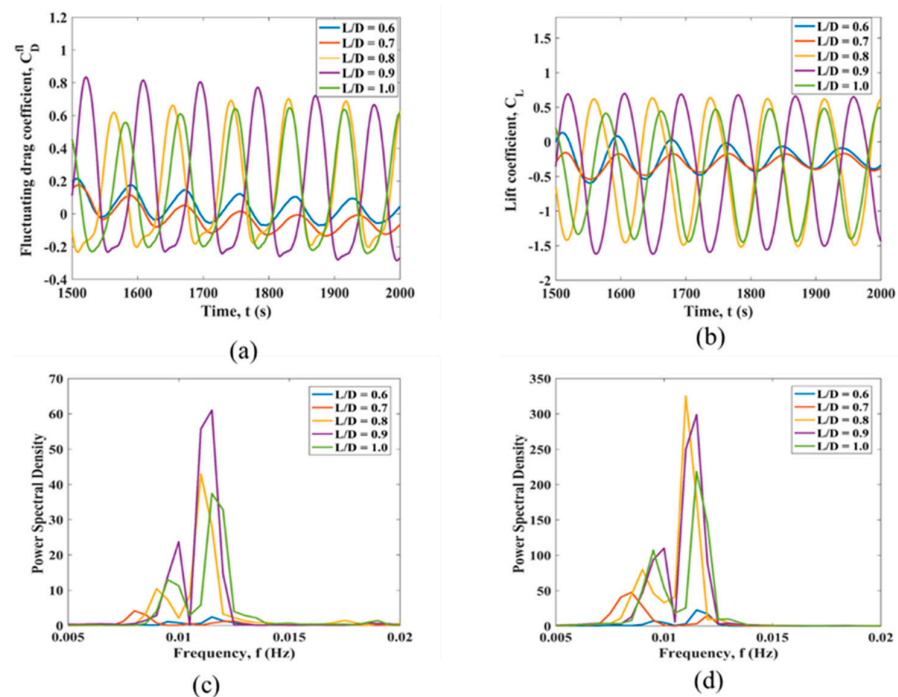 1.2
1
0.8
0.6
0.4
0.2
0
-0.2
-0.4
Fluctuating drag coefficient, C_D^fl
L/D = 0.6
L/D = 0.7
L/D = 0.8
L/D = 0.9
L/D = 1.0
1500 1600 1700 1800 1900 2000
Time, t (s)
(a)
1.5
1
0.5
0
-0.5
-1
-1.5
-2
Lift coefficient, C_L
L/D = 0.6
L/D = 0.7
L/D = 0.8
L/D = 0.9
L/D = 1.0
1500 1600 1700 1800 1900 2000
Time, t (s)
(b)
70
60
50
40
30
20
10
0
Power Spectral Density
L/D = 0.6
L/D = 0.7
L/D = 0.8
L/D = 0.9
L/D = 1.0
0.005 0.01 0.015 0.02
Frequency, f (Hz)
(c)
350
300
250
200
150
100
50
0
Power Spectral Density
L/D = 0.6
L/D = 0.7
L/D = 0.8
L/D = 0.9
L/D = 1.0
0.005 0.01 0.015 0.02
Frequency, f (Hz)
(d)